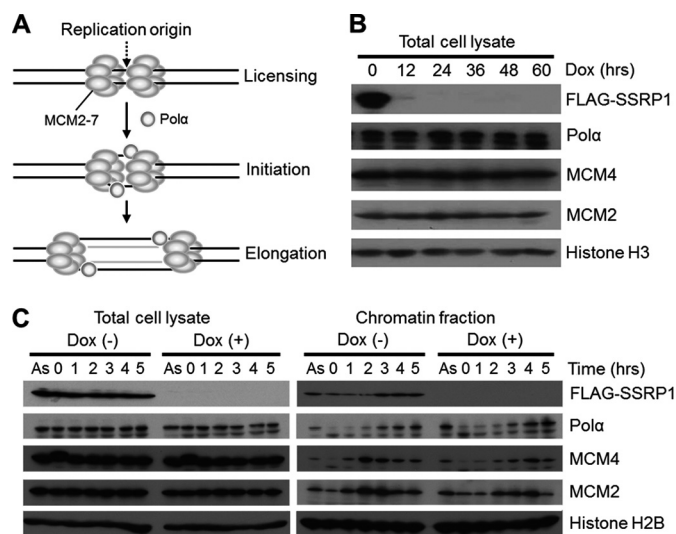 A
Replication origin
Licensing
MCM2-7
Polα
Initiation
Elongation
B
Total cell lysate
0 12 24 36 48 60 Dox (hrs)
FLAG-SSRP1
Polα
MCM4
MCM2
Histone H3
C
Total cell lysate Chromatin fraction
Dox (-) Dox (+) Dox (-) Dox (+)
As 0 1 2 3 4 5 As 0 1 2 3 4 5 As 0 1 2 3 4 5 As 0 1 2 3 4 5 Time (hrs)
FLAG-SSRP1
Polα
MCM4
MCM2
Histone H2B